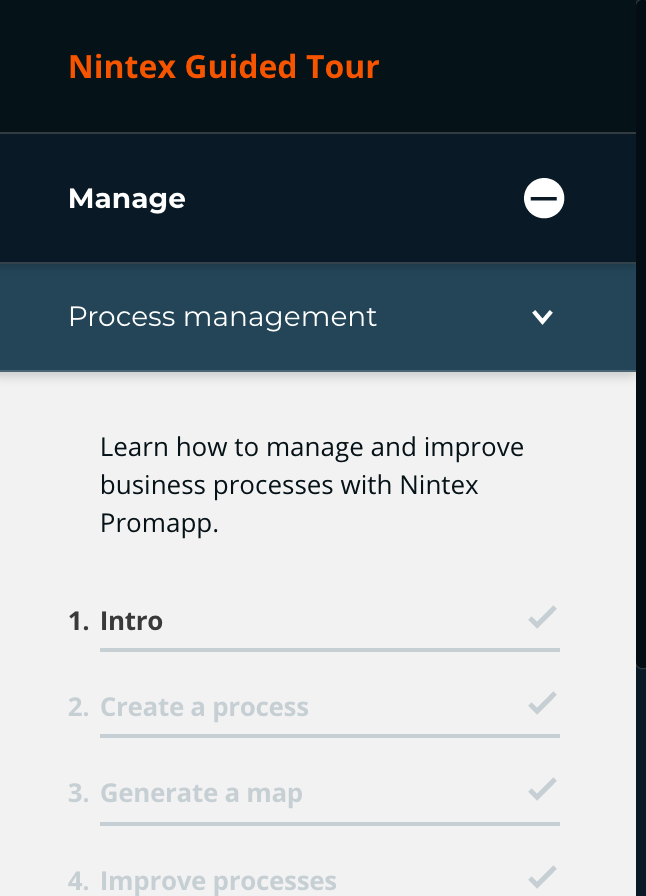 Nintex Guided Tour
Manage
Process management
Learn how to manage and improve
business processes with Nintex
Promapp.
1. Intro
2. Create a process
3. Generate a map
4. Improve processes